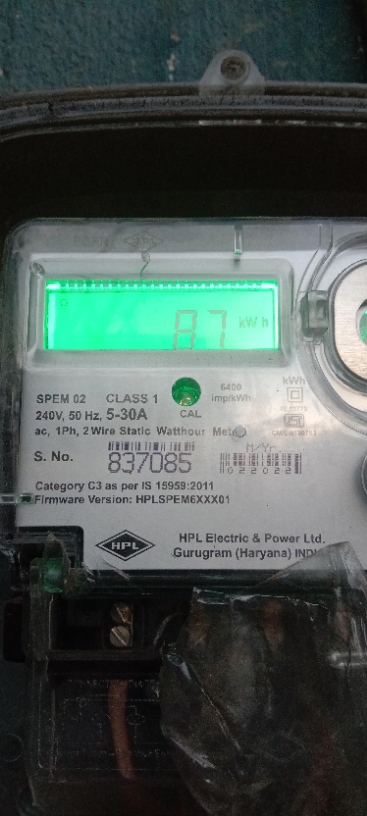 87 kWh
SPEM 02 CLASS 1
240V, 50 Hz, 5-30A
ac, 1Ph, 2 Wire Static Watthour Meter
6400
imp/kWh
CAL
kWh
S. No. 837085
M/Yr.
022022
Category C3 as per IS 15959:2011
Firmware Version: HPLSPEM6XXX01
HPL
HPL Electric & Power Ltd.
Gurugram (Haryana)